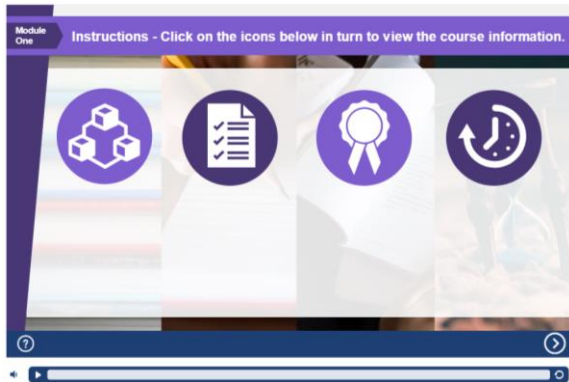 Module
One
Instructions - Click on the icons below in turn to view the course information.
?